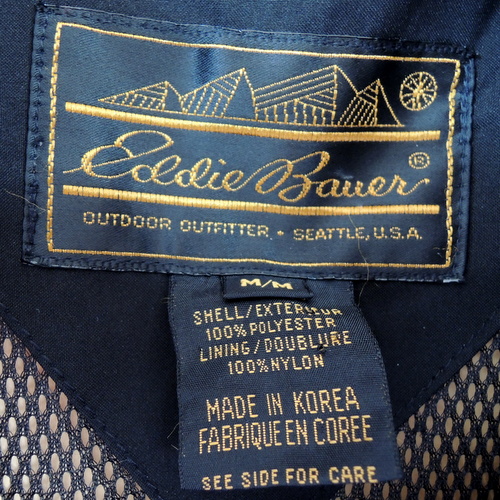 Eddie Bauer®
OUTDOOR OUTFITTER • SEATTLE, U.S.A.
M/M
SHELL/EXTERIEUR
100% POLYESTER
LINING/DOUBLURE
100% NYLON
MADE IN KOREA
FABRIQUE EN COREE
SEE SIDE FOR CARE